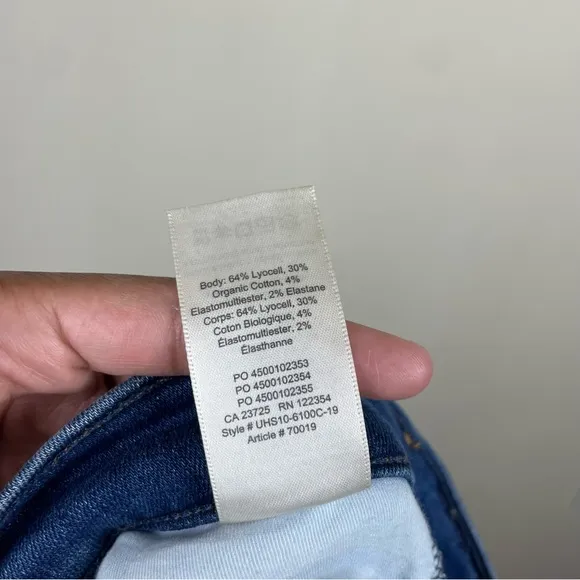 Body: 64% Lyocell, 30%
Organic Cotton, 4%
Elastomultiester, 2% Elastane
Corps: 64% Lyocell, 30%
Coton Biologique, 4%
Élastomultiester, 2%
Élasthanne
PO 4500102353
PO 4500102354
PO 4500102355
CA 23725 RN 122354
Style # UHS10-6100C-19
Article # 70019